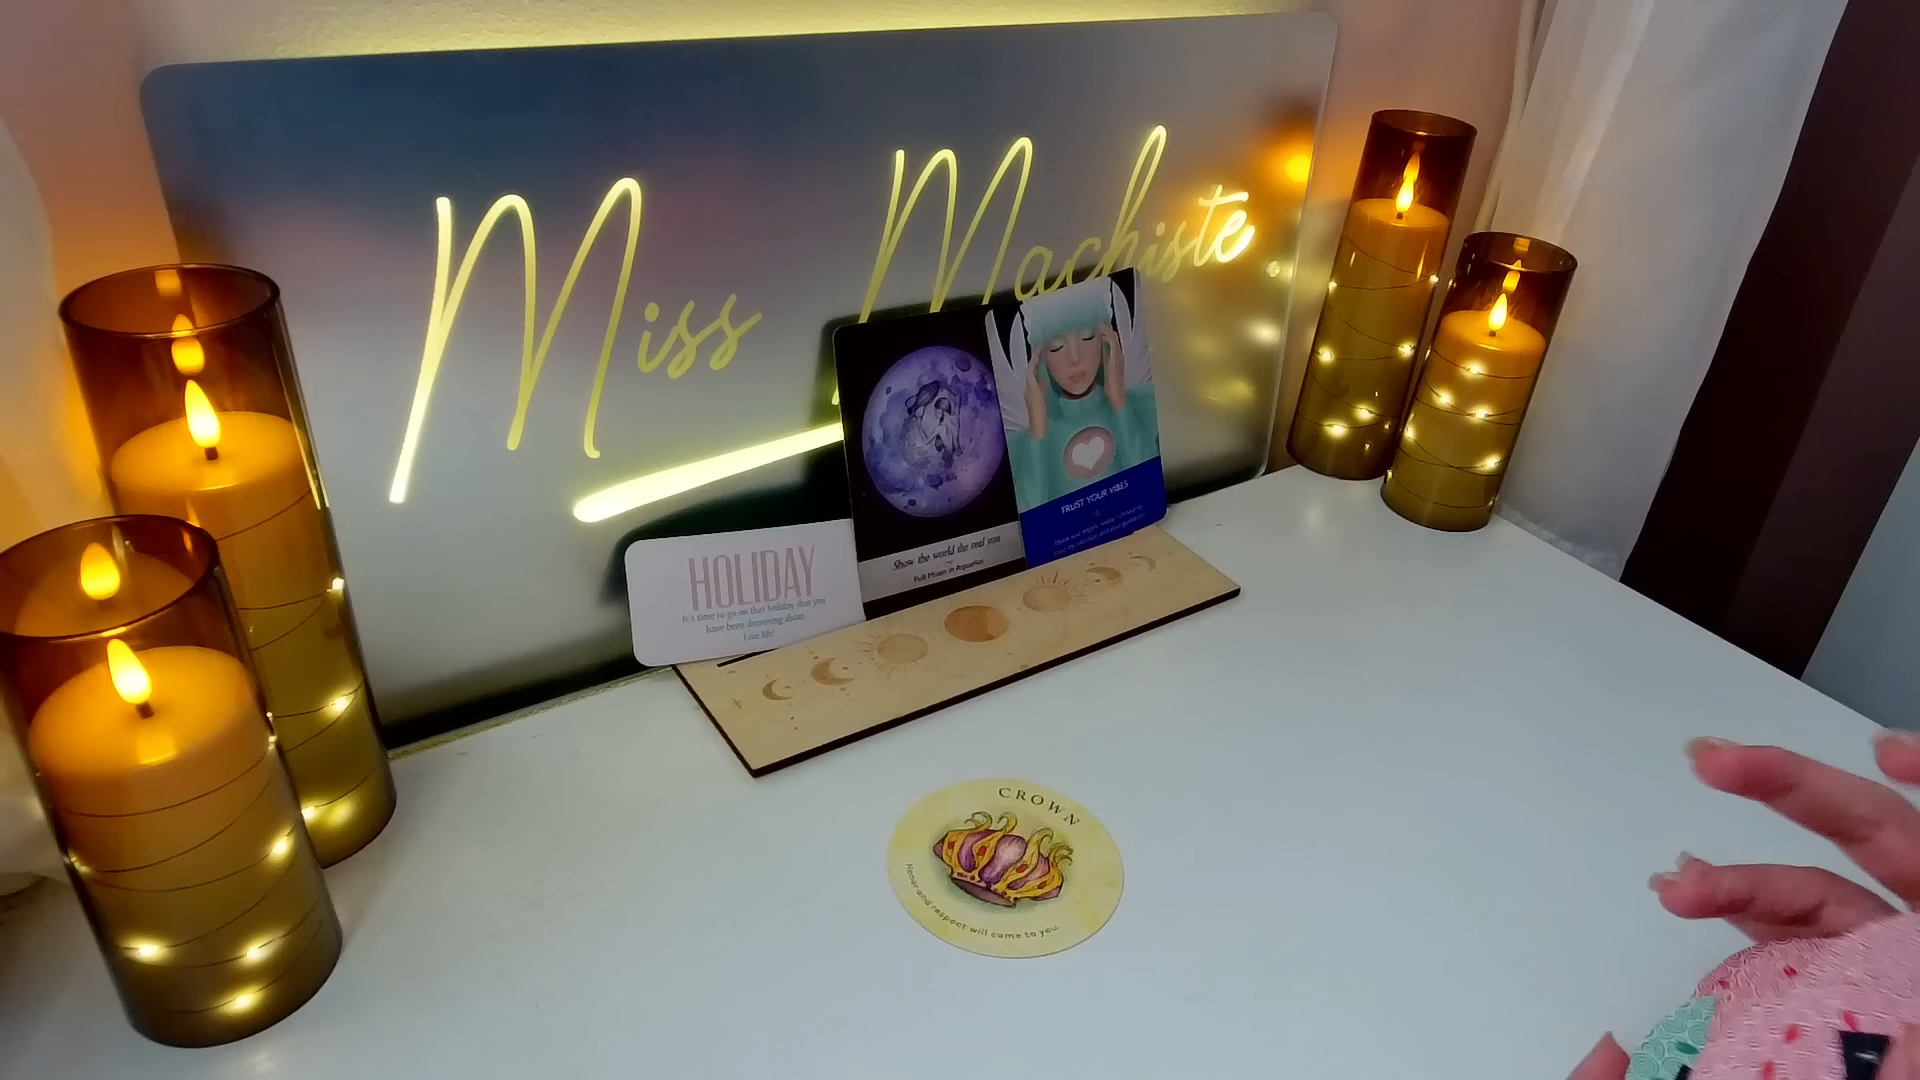 Miss Machiste
HOLIDAY
It's time to go on that holiday that you
have been dreaming about
Live life!
Show the world the real you
Full Moon in Aquarius
TRUST YOUR VIBES
CROWN
Honor and respect will come to you.